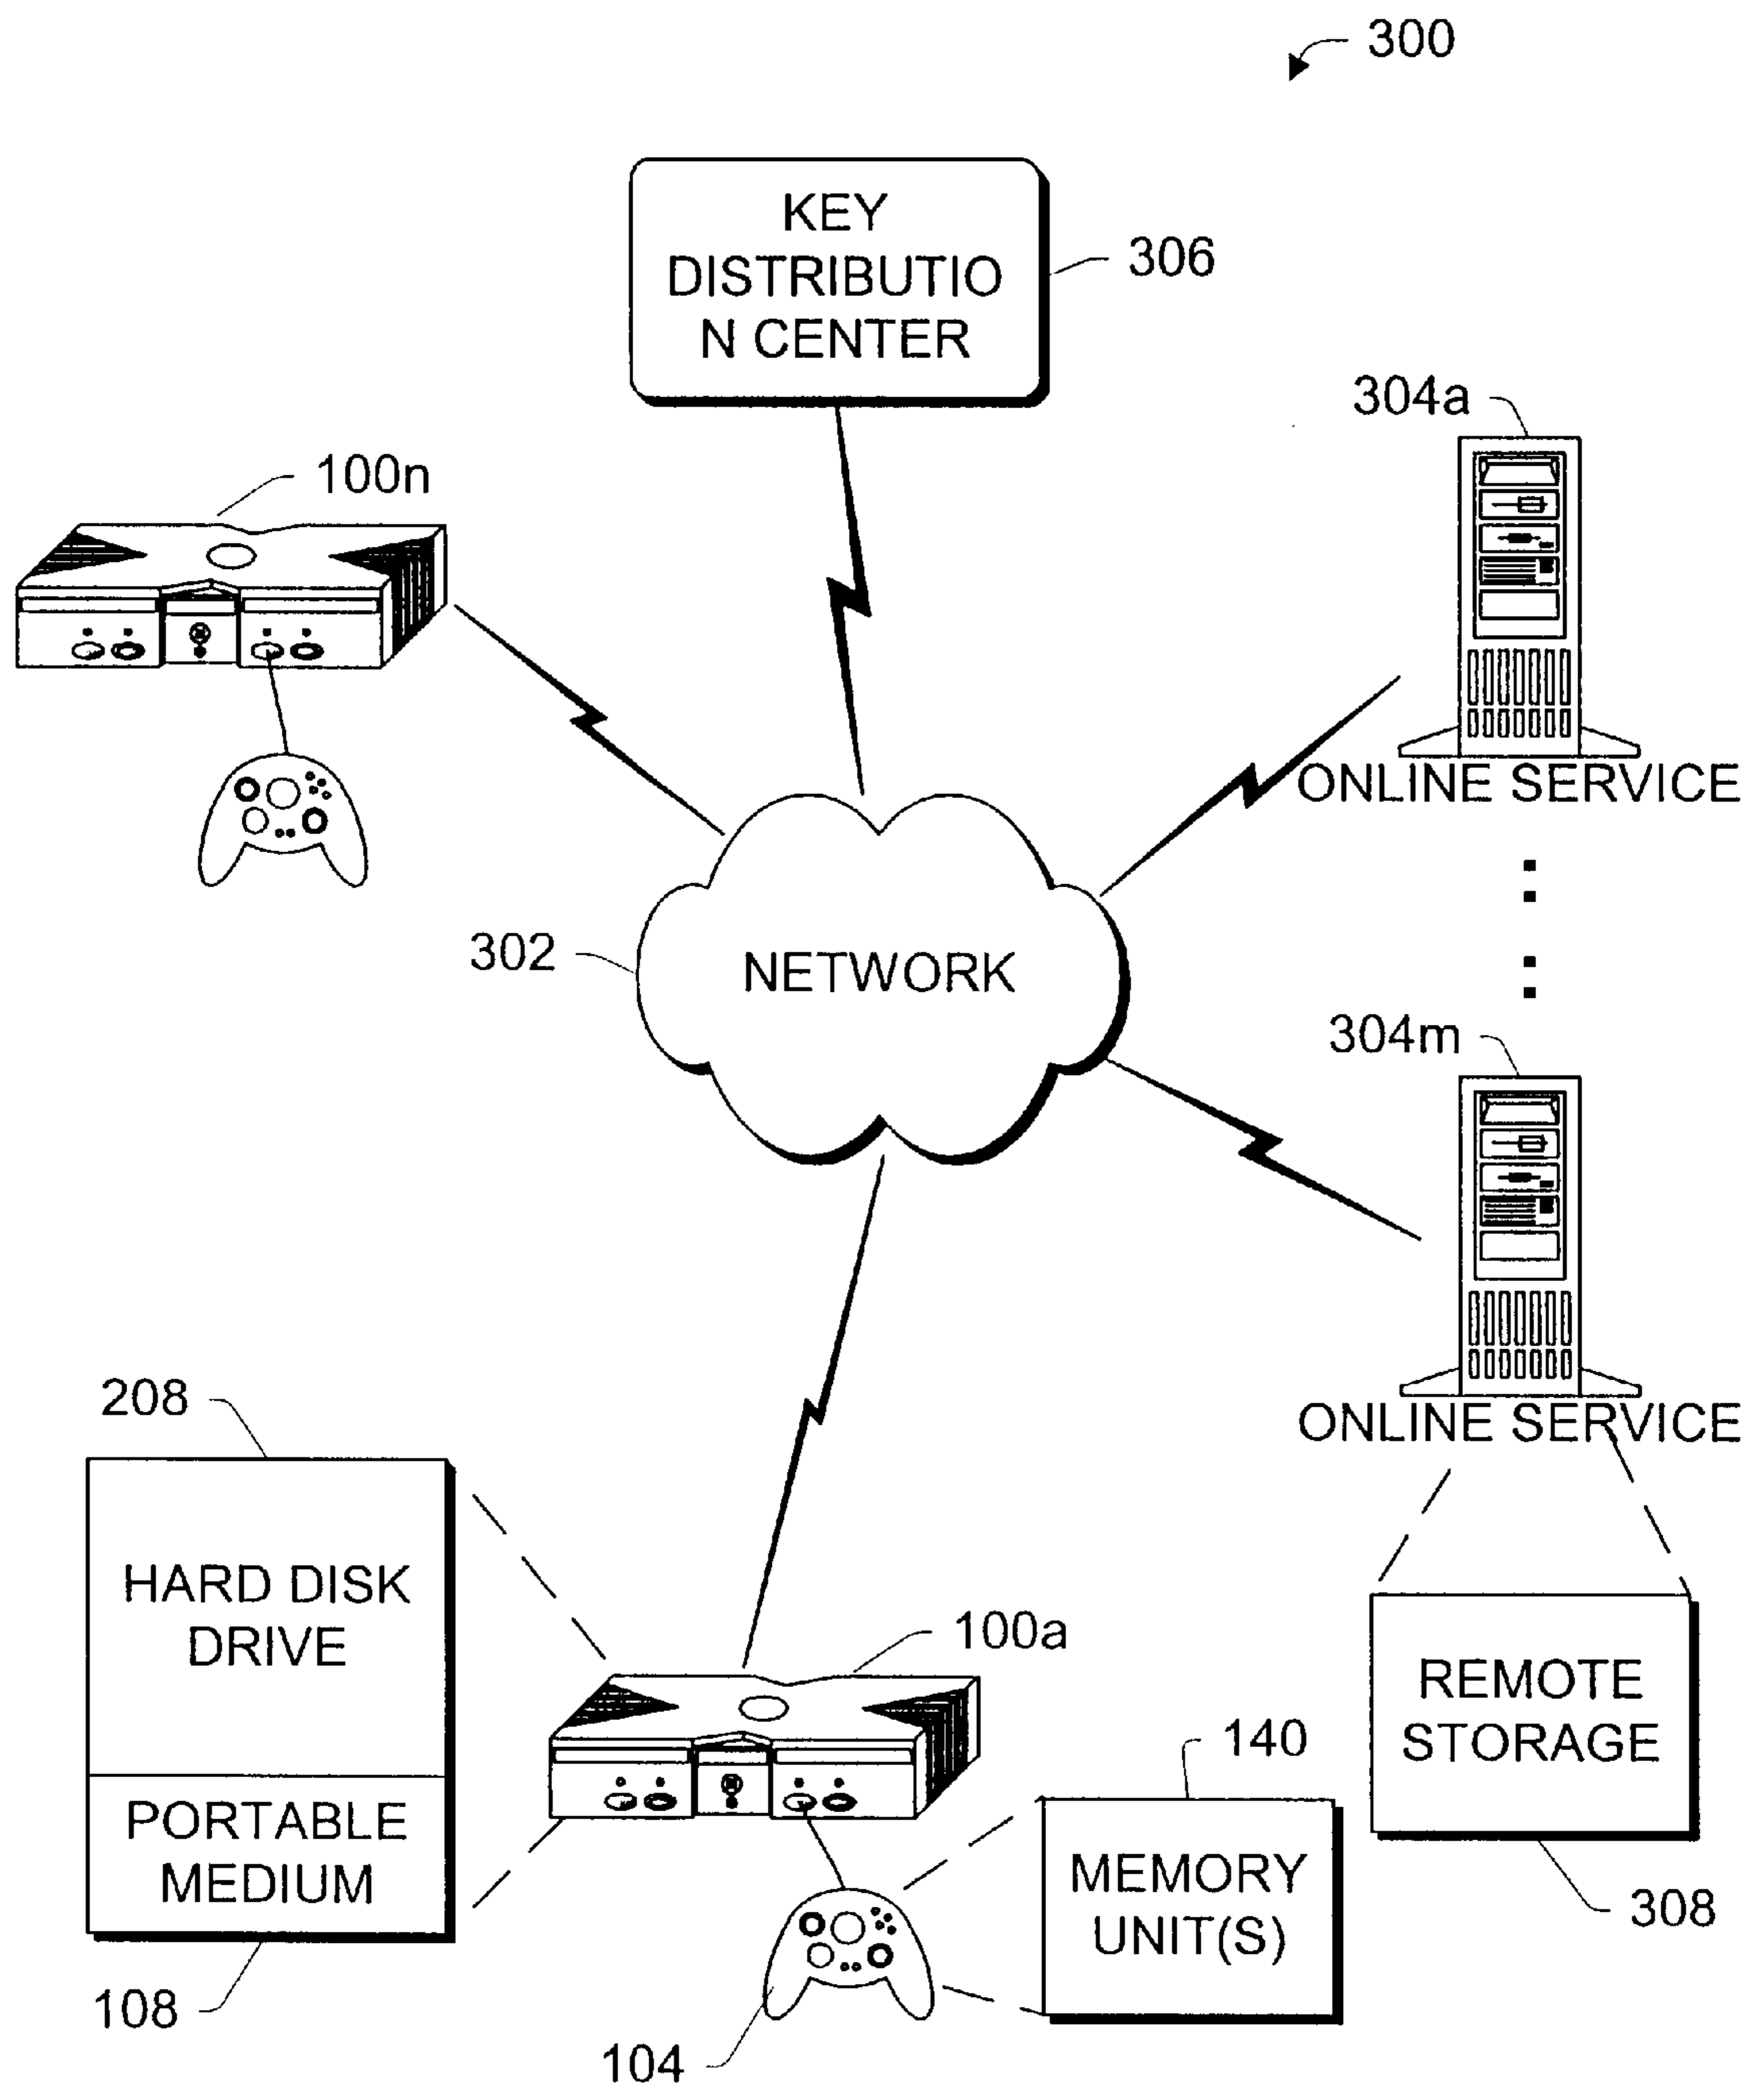 300
KEY
DISTRIBUTIO
N CENTER
306
304a
100n
ONLINE SERVICE
302
NETWORK
304m
ONLINE SERVICE
208
HARD DISK
DRIVE
100a
REMOTE
STORAGE
140
PORTABLE
MEDIUM
MEMORY
UNIT(S)
308
108
104